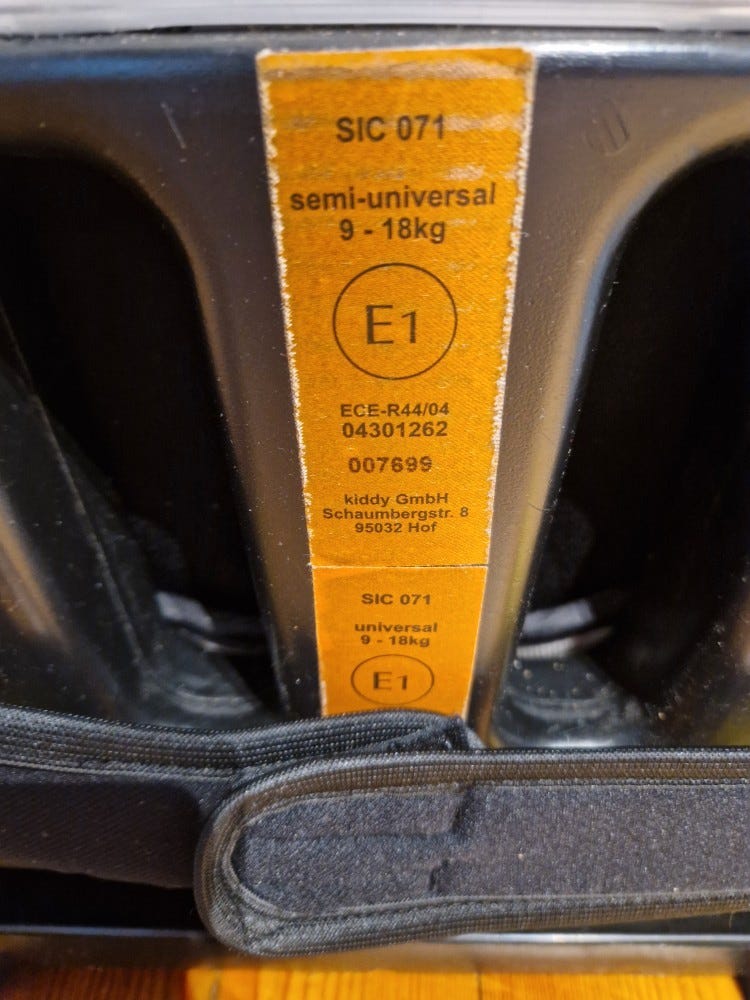 SIC 071
semi-universal
9 - 18kg
E1
ECE-R44/04
04301262
007699
kiddy GmbH
Schaumbergstr. 8
95032 Hof
SIC 071
universal
9 - 18kg
E1